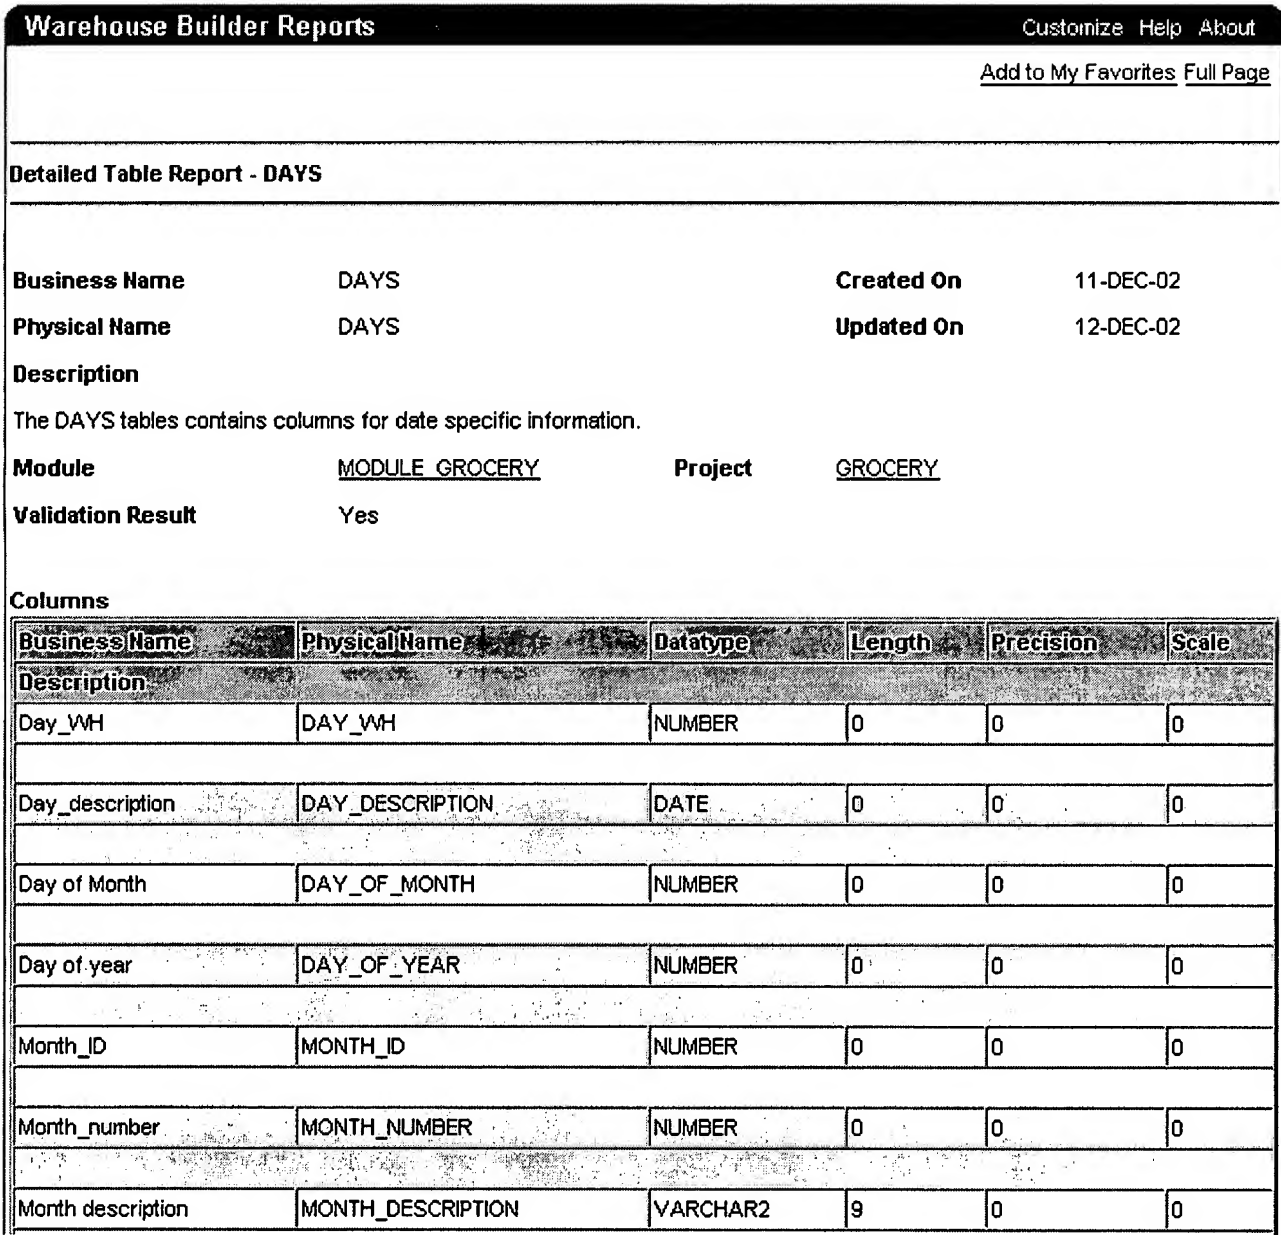 Warehouse Builder Reports Customize Help About
Add to My Favorites Full Page
Detailed Table Report - DAYS
Business Name DAYS Created On 11-DEC-02
Physical Name DAYS Updated On 12-DEC-02
Description
The DAYS tables contains columns for date specific information.
Module MODULE_GROCERY Project GROCERY
Validation Result Yes
Columns
Business Name Physical Name Datatype Length Precision Scale
Description
Day_WH DAY_WH NUMBER 0 0 0
Day_description DAY_DESCRIPTION DATE 0 0 0
Day of Month DAY_OF_MONTH NUMBER 0 0 0
Day of year DAY_OF_YEAR NUMBER 0 0 0
Month_ID MONTH_ID NUMBER 0 0 0
Month_number MONTH_NUMBER NUMBER 0 0 0
Month description MONTH_DESCRIPTION VARCHAR2 9 0 0